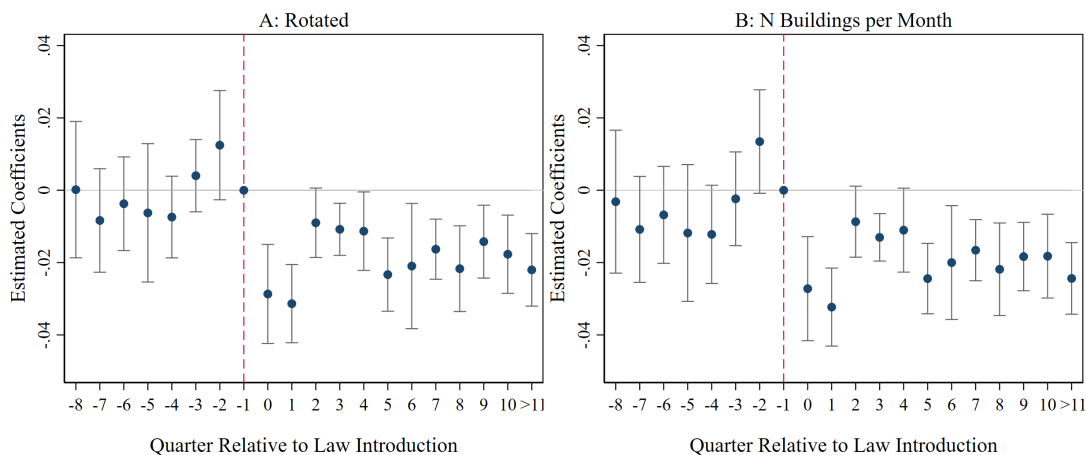 A: Rotated
Estimated Coefficients
.04
.02
0
-.02
-.04
-8 -7 -6 -5 -4 -3 -2 -1 0 1 2 3 4 5 6 7 8 9 10 >11
Quarter Relative to Law Introduction
B: N Buildings per Month
Estimated Coefficients
.04
.02
0
-.02
-.04
-8 -7 -6 -5 -4 -3 -2 -1 0 1 2 3 4 5 6 7 8 9 10 >11
Quarter Relative to Law Introduction